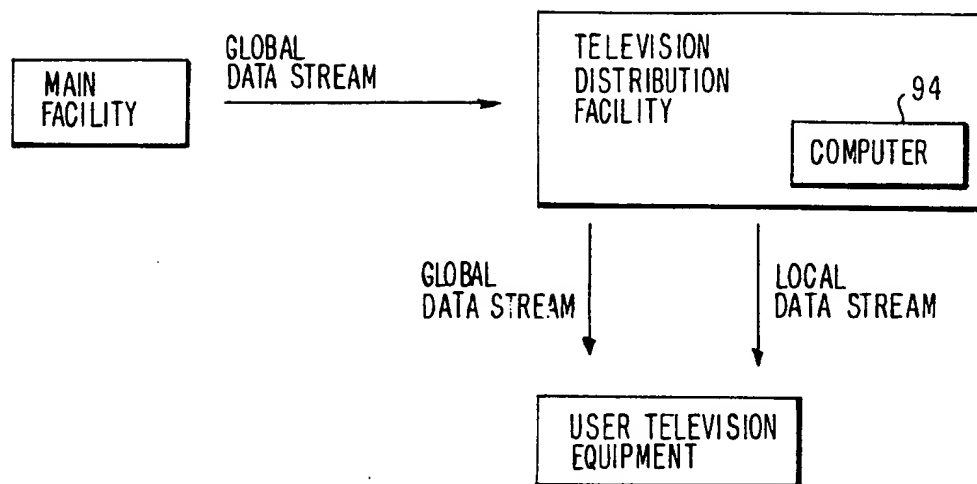 GLOBAL
DATA STREAM
MAIN
FACILITY
TELEVISION
DISTRIBUTION
FACILITY
94
COMPUTER
GLOBAL
DATA STREAM
LOCAL
DATA STREAM
USER TELEVISION
EQUIPMENT